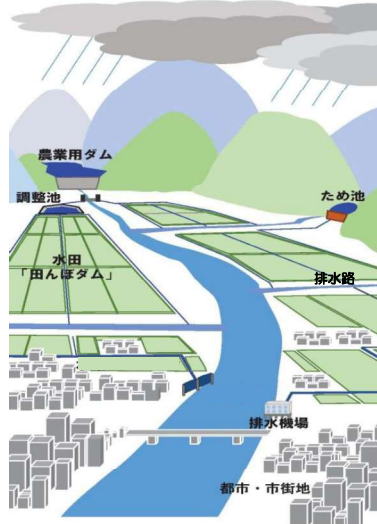 農業用ダム
調整池
ため池
水田
「田んぼダム」
排水路
排水機場
都市・市街地